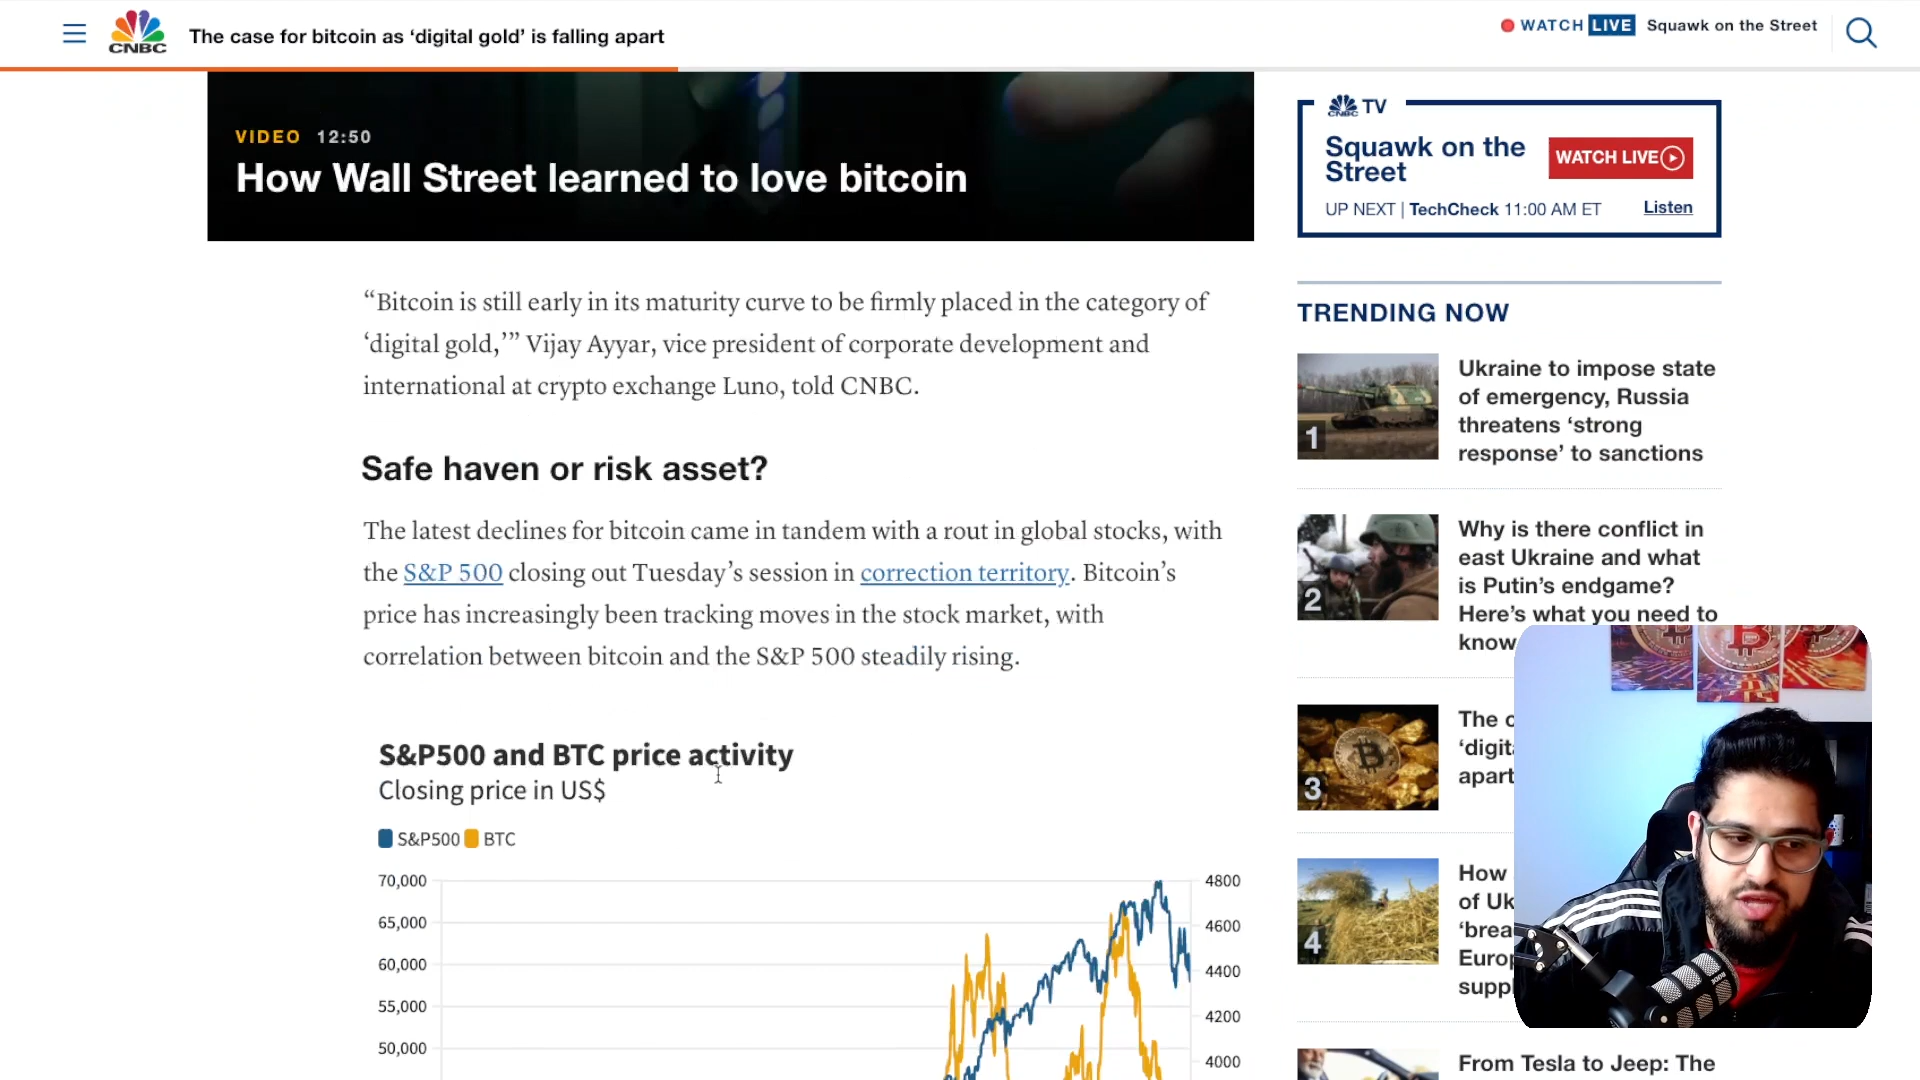 CNBC
The case for bitcoin as ‘digital gold’ is falling apart
WATCH LIVE Squawk on the Street
VIDEO 12:50
How Wall Street learned to love bitcoin
“Bitcoin is still early in its maturity curve to be firmly placed in the category of
‘digital gold,’” Vijay Ayyar, vice president of corporate development and
international at crypto exchange Luno, told CNBC.
Safe haven or risk asset?
The latest declines for bitcoin came in tandem with a rout in global stocks, with
the S&P 500 closing out Tuesday’s session in correction territory. Bitcoin’s
price has increasingly been tracking moves in the stock market, with
correlation between bitcoin and the S&P 500 steadily rising.
S&P500 and BTC price activity
Closing price in US$
S&P500 BTC
70,000
65,000
60,000
55,000
50,000
4800
4600
4400
4200
4000
CNBC TV
Squawk on the
Street
WATCH LIVE
UP NEXT | TechCheck 11:00 AM ET
Listen
TRENDING NOW
1
Ukraine to impose state
of emergency, Russia
threatens ‘strong
response’ to sanctions
2
Why is there conflict in
east Ukraine and what
is Putin’s endgame?
Here’s what you need to
know
3
The
‘digit
apart
4
How
of Uk
‘brea
Euro
supp
From Tesla to Jeep: The